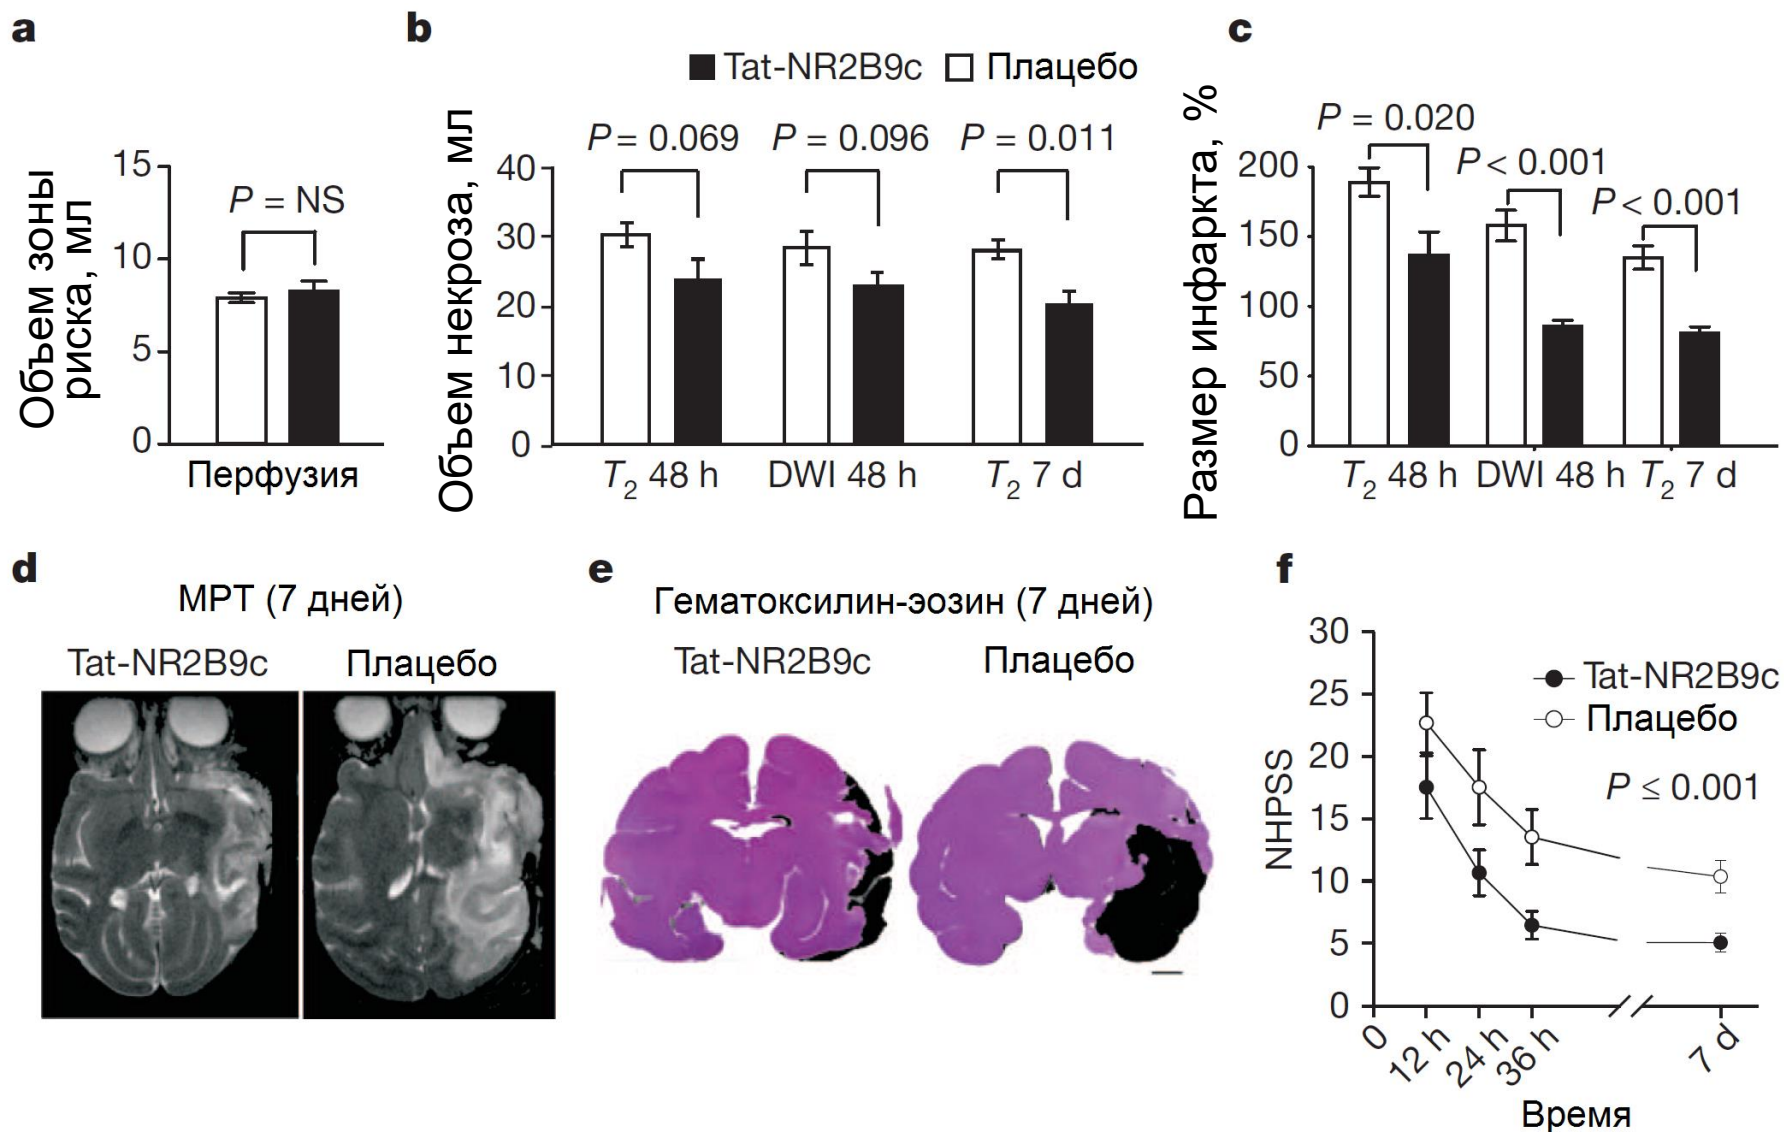 a
Объем зоны
риска, мл
15
10
5
0
P = NS
Перфузия
b
Tat-NR2B9c
Плацебо
Объем некроза, мл
40
30
20
10
0
P = 0.069
P = 0.096
P = 0.011
T2 48 h
DWI 48 h
T2 7 d
c
Размер инфаркта, %
200
150
100
50
0
P = 0.020
P < 0.001
P < 0.001
T2 48 h
DWI 48 h
T2 7 d
d
МРТ (7 дней)
Tat-NR2B9c
Плацебо
e
Гематоксилин-эозин (7 дней)
Tat-NR2B9c
Плацебо
f
NHPSS
30
25
20
15
10
5
0
Tat-NR2B9c
Плацебо
P ≤ 0.001
0
12 h
24 h
36 h
7 d
Время